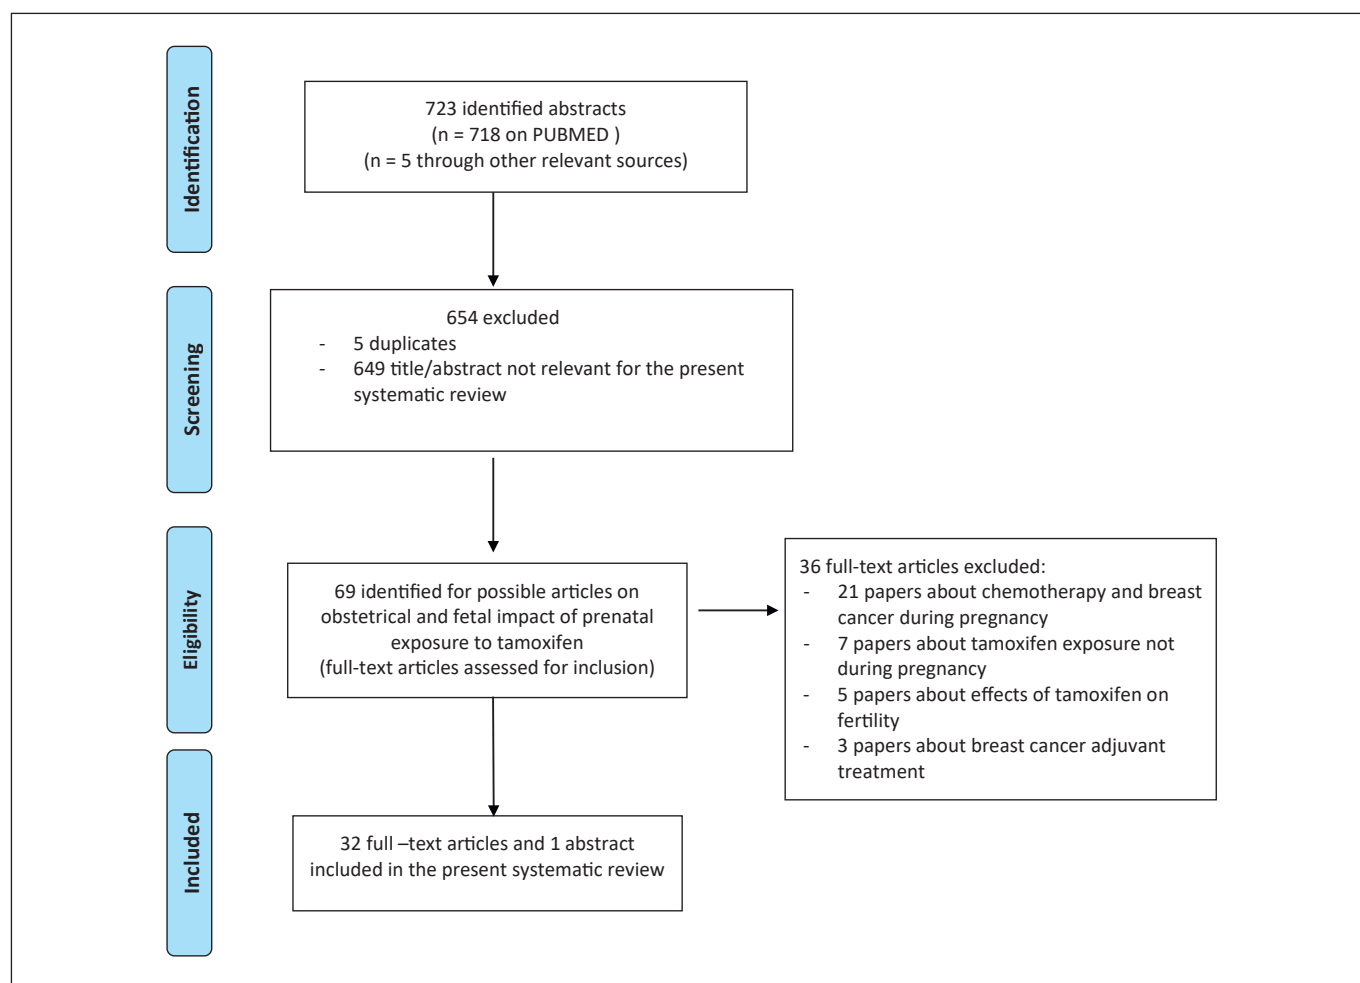 Identification
723 identified abstracts
(n = 718 on PUBMED )
(n = 5 through other relevant sources)
Screening
654 excluded
- 5 duplicates
- 649 title/abstract not relevant for the present
systematic review
Eligibility
69 identified for possible articles on
obstetrical and fetal impact of prenatal
exposure to tamoxifen
(full-text articles assessed for inclusion)
36 full-text articles excluded:
- 21 papers about chemotherapy and breast
cancer during pregnancy
- 7 papers about tamoxifen exposure not
during pregnancy
- 5 papers about effects of tamoxifen on
fertility
- 3 papers about breast cancer adjuvant
treatment
Included
32 full –text articles and 1 abstract
included in the present systematic review